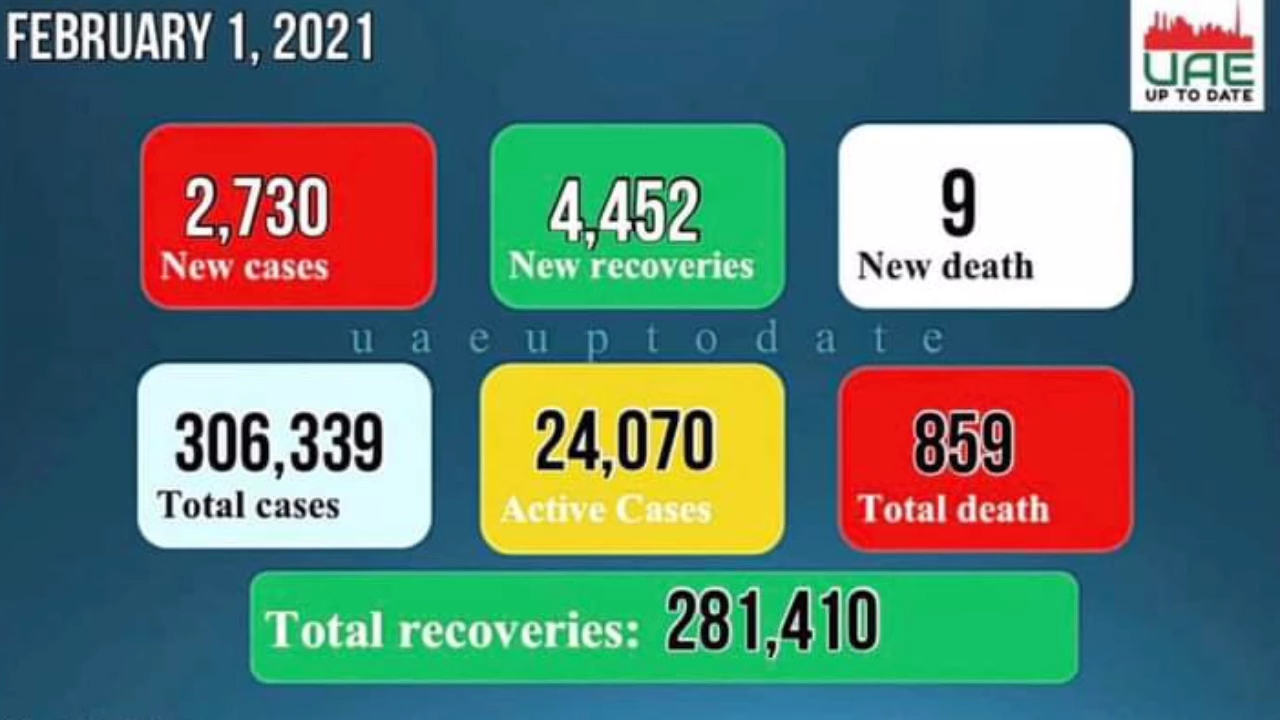 FEBRUARY 1, 2021
UAE
UP TO DATE
2,730
New cases
4,452
New recoveries
9
New death
uaeuptodate
306,339
Total cases
24,070
Active Cases
859
Total death
Total recoveries: 281,410